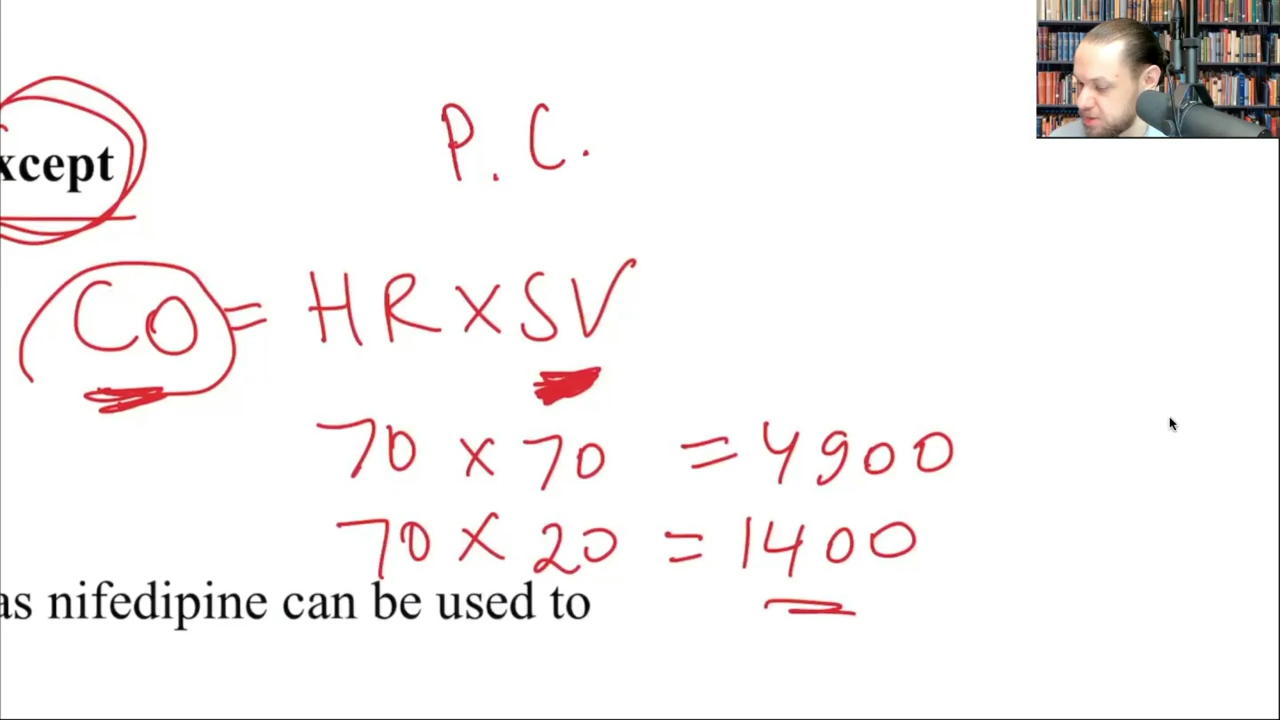 P. C.
xcept
CO = HR X SV
70 x 70 = 4900
70 x 20 = 1400
as nifedipine can be used to